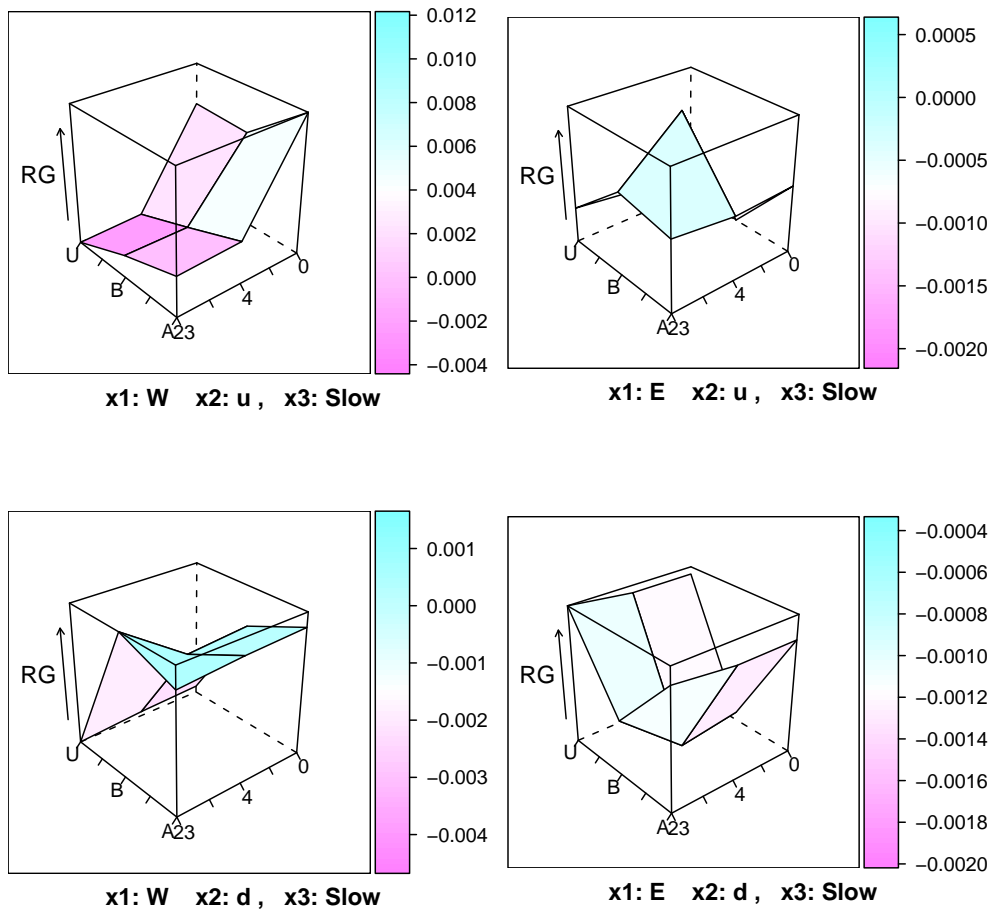 0.012
0.010
0.008
0.006
0.004
0.002
0.000
−0.002
−0.004
RG
U
B
A23
4
0
x1: W x2: u , x3: Slow
0.0005
0.0000
−0.0005
−0.0010
−0.0015
−0.0020
RG
U
B
A23
4
0
x1: E x2: u , x3: Slow
0.001
0.000
−0.001
−0.002
−0.003
−0.004
RG
U
B
A23
4
0
x1: W x2: d , x3: Slow
−0.0004
−0.0006
−0.0008
−0.0010
−0.0012
−0.0014
−0.0016
−0.0018
−0.0020
RG
U
B
A23
4
0
x1: E x2: d , x3: Slow